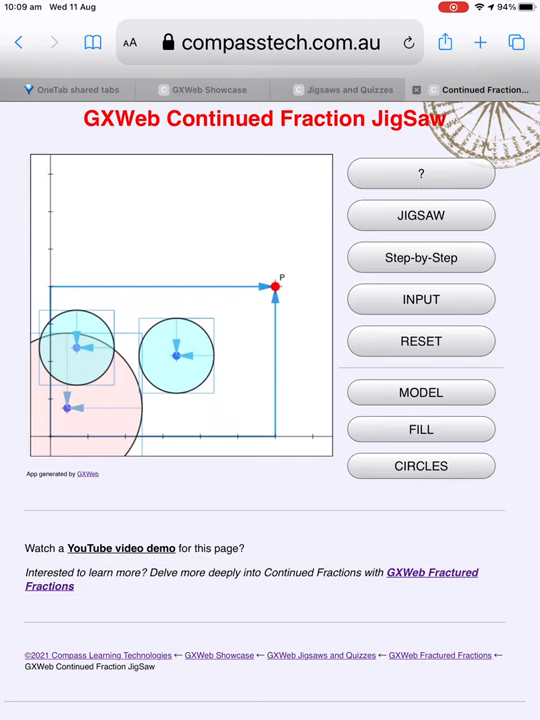 10:09 am Wed 11 Aug
94%
AA compasstech.com.au
OneTab shared tabs
GXWeb Showcase
Jigsaws and Quizzes
Continued Fraction...
GXWeb Continued Fraction JigSaw
P
?
JIGSAW
Step-by-Step
INPUT
RESET
MODEL
FILL
CIRCLES
App generated by GXWeb
Watch a YouTube video demo for this page?
Interested to learn more? Delve more deeply into Continued Fractions with GXWeb Fractured
Fractions
©2021 Compass Learning Technologies ← GXWeb Showcase ← GXWeb Jigsaws and Quizzes ← GXWeb Fractured Fractions ←
GXWeb Continued Fraction JigSaw